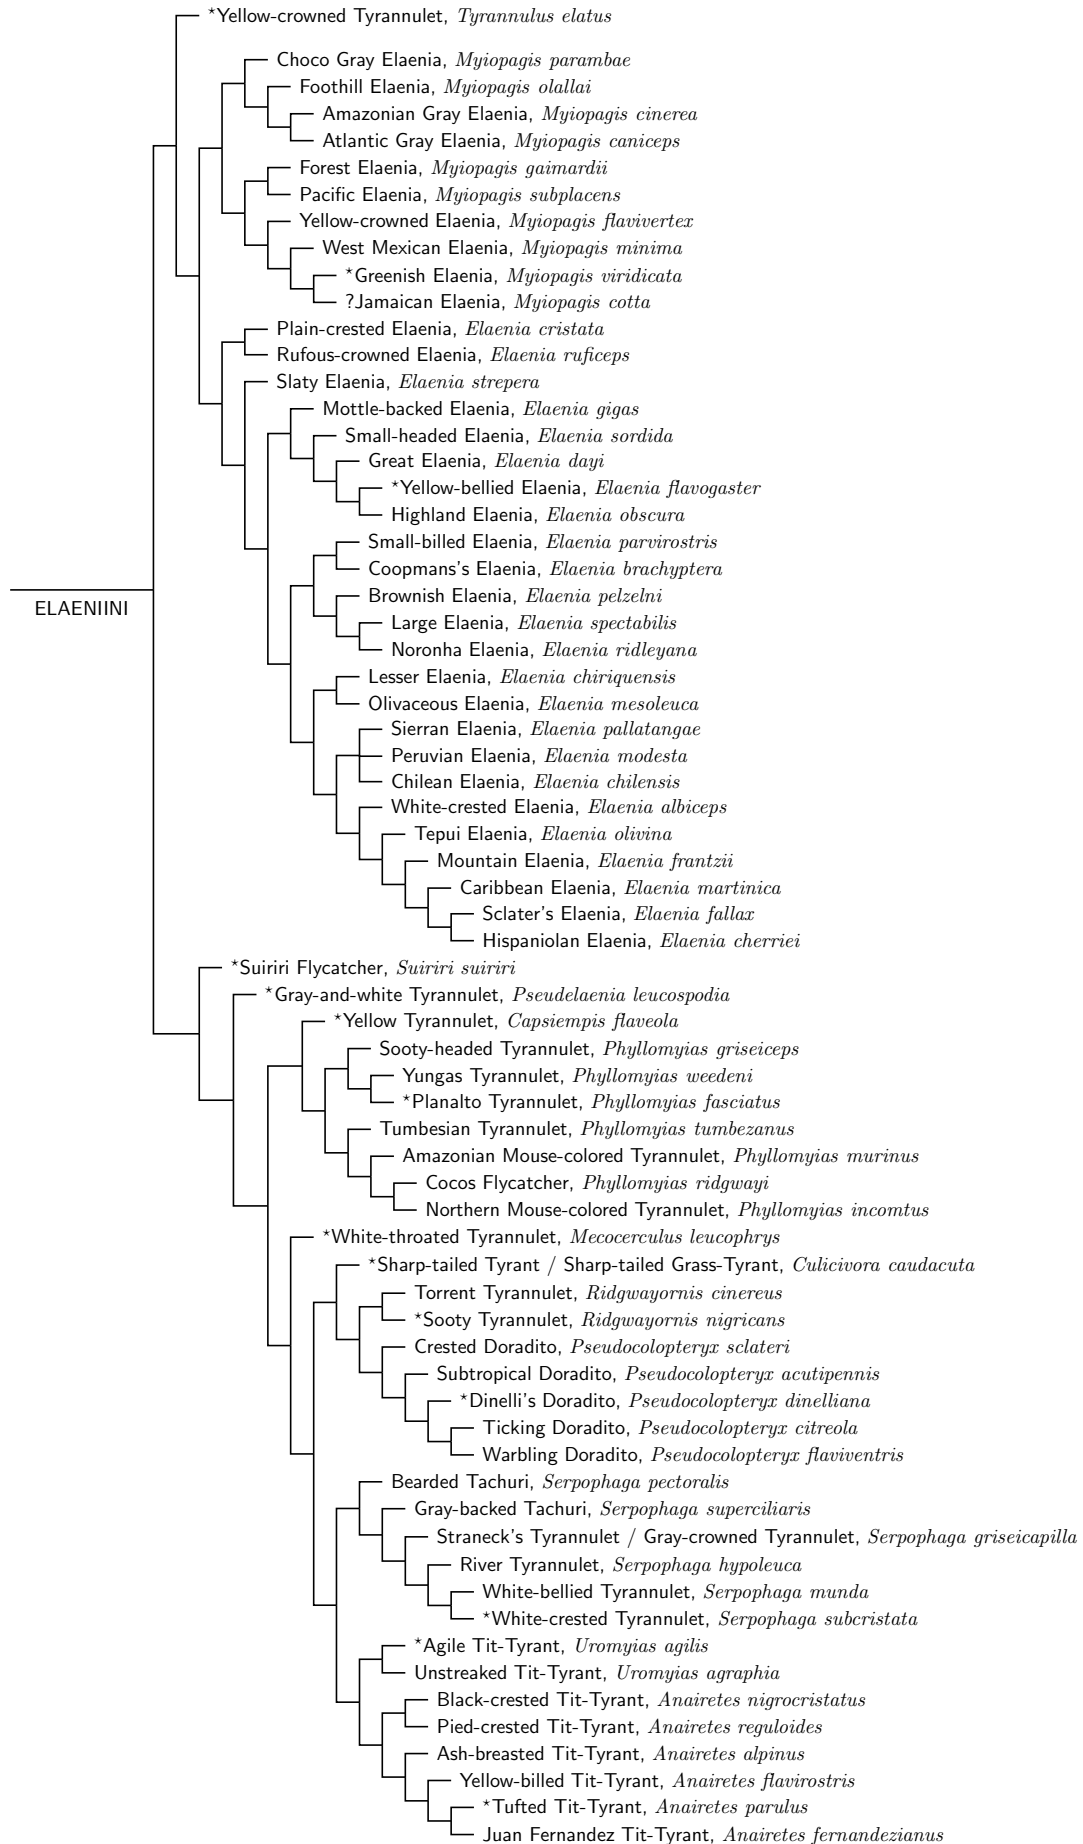 *Yellow-crowned Tyrannulet, Tyrannulus elatus
Choco Gray Elaenia, Myiopagis parambae
Foothill Elaenia, Myiopagis olallai
Amazonian Gray Elaenia, Myiopagis cinerea
Atlantic Gray Elaenia, Myiopagis caniceps
Forest Elaenia, Myiopagis gaimardii
Pacific Elaenia, Myiopagis subplacens
Yellow-crowned Elaenia, Myiopagis flavivertex
West Mexican Elaenia, Myiopagis minima
*Greenish Elaenia, Myiopagis viridicata
?Jamaican Elaenia, Myiopagis cotta
Plain-crested Elaenia, Elaenia cristata
Rufous-crowned Elaenia, Elaenia ruficeps
Slaty Elaenia, Elaenia strepera
Mottle-backed Elaenia, Elaenia gigas
Small-headed Elaenia, Elaenia sordida
Great Elaenia, Elaenia dayi
*Yellow-bellied Elaenia, Elaenia flavogaster
Highland Elaenia, Elaenia obscura
Small-billed Elaenia, Elaenia parvirostris
Coopmans's Elaenia, Elaenia brachyptera
Brownish Elaenia, Elaenia pelzelni
ELAENIINI
Large Elaenia, Elaenia spectabilis
Noronha Elaenia, Elaenia ridleyana
Lesser Elaenia, Elaenia chiriquensis
Olivaceous Elaenia, Elaenia mesoleuca
Sierran Elaenia, Elaenia pallatangae
Peruvian Elaenia, Elaenia modesta
Chilean Elaenia, Elaenia chilensis
White-crested Elaenia, Elaenia albiceps
Tepui Elaenia, Elaenia olivina
Mountain Elaenia, Elaenia frantzii
Caribbean Elaenia, Elaenia martinica
Sclater's Elaenia, Elaenia fallax
Hispaniolan Elaenia, Elaenia cherriei
*Suiriri Flycatcher, Suiriri suiriri
*Gray-and-white Tyrannulet, Pseudelaenia leucospodia
*Yellow Tyrannulet, Capsiempis flaveola
Sooty-headed Tyrannulet, Phyllomyias griseiceps
Yungas Tyrannulet, Phyllomyias weedeni
*Planalto Tyrannulet, Phyllomyias fasciatus
Tumbesian Tyrannulet, Phyllomyias tumbezanus
Amazonian Mouse-colored Tyrannulet, Phyllomyias murinus
Cocos Flycatcher, Phyllomyias ridgwayi
Northern Mouse-colored Tyrannulet, Phyllomyias incomtus
*White-throated Tyrannulet, Mecocerculus leucophrys
*Sharp-tailed Tyrant / Sharp-tailed Grass-Tyrant, Culicivora caudacuta
Torrent Tyrannulet, Ridgwayornis cinereus
*Sooty Tyrannulet, Ridgwayornis nigricans
Crested Doradito, Pseudocolopteryx sclateri
Subtropical Doradito, Pseudocolopteryx acutipennis
*Dinelli's Doradito, Pseudocolopteryx dinelliana
Ticking Doradito, Pseudocolopteryx citreola
Warbling Doradito, Pseudocolopteryx flaviventris
Bearded Tachuri, Serpophaga pectoralis
Gray-backed Tachuri, Serpophaga superciliaris
Straneck's Tyrannulet / Gray-crowned Tyrannulet, Serpophaga griseicapilla
River Tyrannulet, Serpophaga hypoleuca
White-bellied Tyrannulet, Serpophaga munda
*White-crested Tyrannulet, Serpophaga subcristata
*Agile Tit-Tyrant, Uromyias agilis
Unstreaked Tit-Tyrant, Uromyias agraphia
Black-crested Tit-Tyrant, Anairetes nigrocristatus
Pied-crested Tit-Tyrant, Anairetes reguloides
Ash-breasted Tit-Tyrant, Anairetes alpinus
Yellow-billed Tit-Tyrant, Anairetes flavirostris
*Tufted Tit-Tyrant, Anairetes parulus
Juan Fernandez Tit-Tyrant, Anairetes fernandezianus